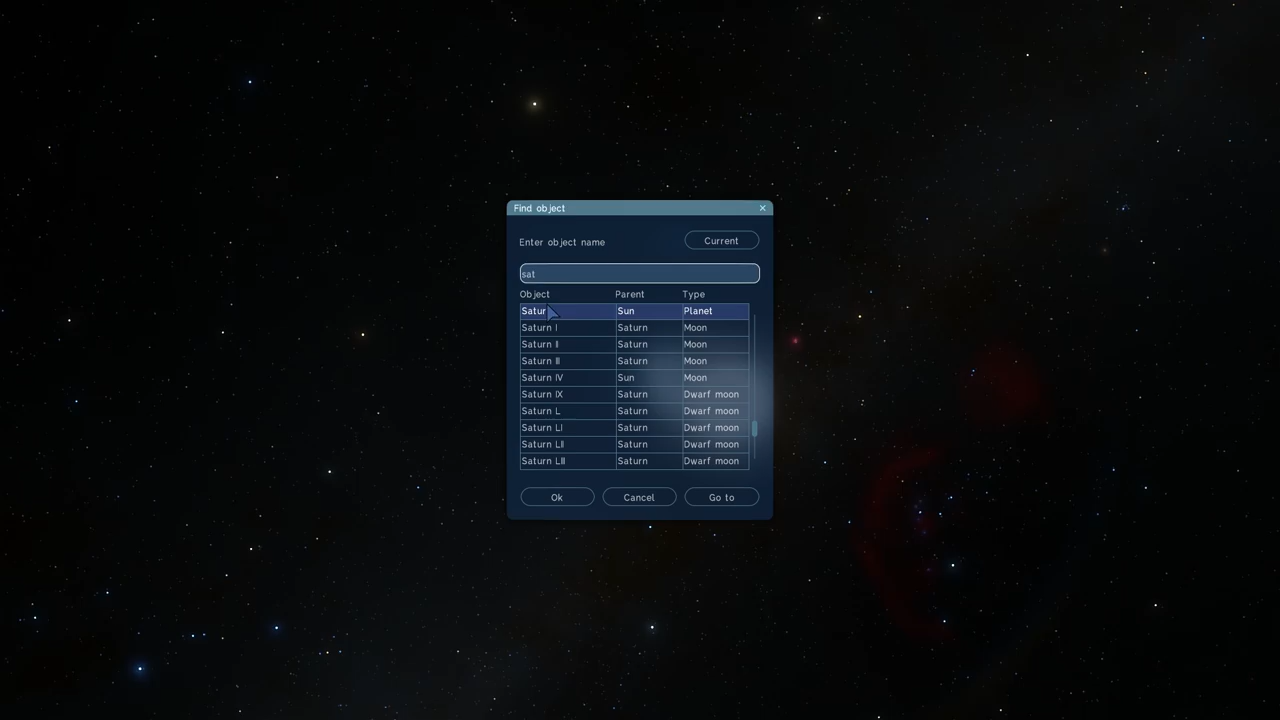 Find object
Enter object name
Current
sat
Object Parent Type
Satur Sun Planet
Saturn I Saturn Moon
Saturn II Saturn Moon
Saturn III Saturn Moon
Saturn IV Sun Moon
Saturn IX Saturn Dwarf moon
Saturn L Saturn Dwarf moon
Saturn LI Saturn Dwarf moon
Saturn LII Saturn Dwarf moon
Saturn LIII Saturn Dwarf moon
Ok Cancel Go to